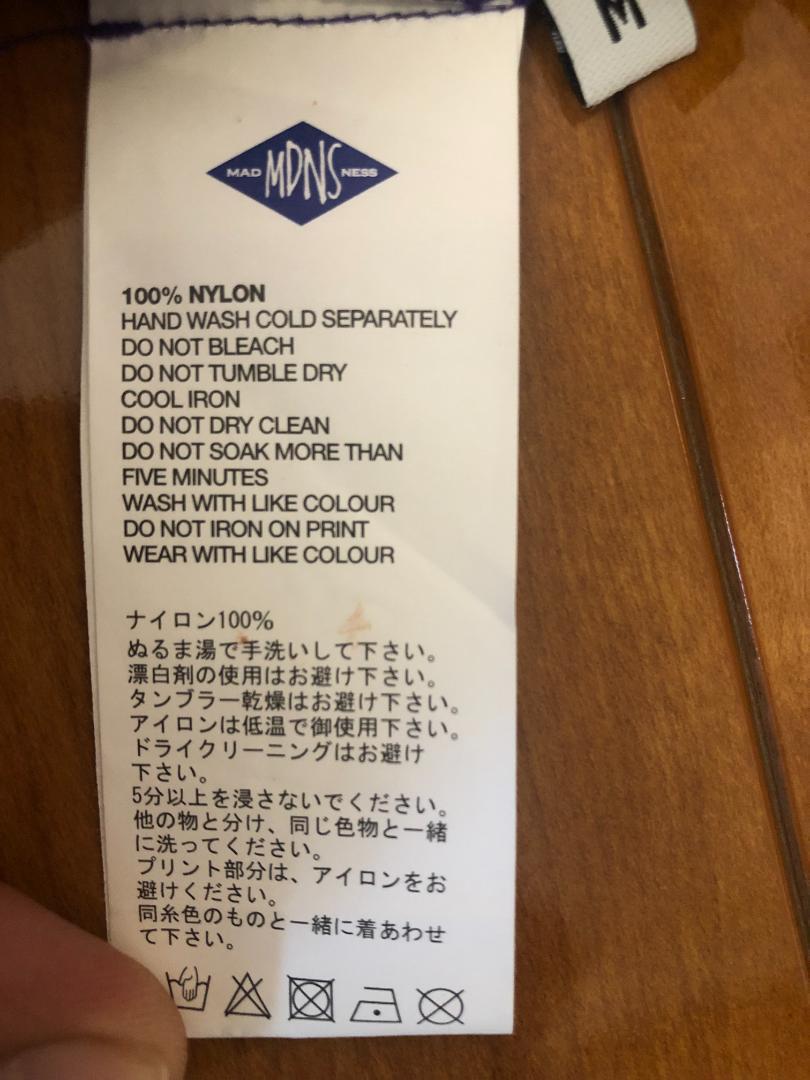 M
MAD MDNS NESS
100% NYLON
HAND WASH COLD SEPARATELY
DO NOT BLEACH
DO NOT TUMBLE DRY
COOL IRON
DO NOT DRY CLEAN
DO NOT SOAK MORE THAN
FIVE MINUTES
WASH WITH LIKE COLOUR
DO NOT IRON ON PRINT
WEAR WITH LIKE COLOUR
ナイロン100%
ぬるま湯で手洗いして下さい。
漂白剤の使用はお避け下さい。
タンブラー乾燥はお避け下さい。
アイロンは低温で御使用下さい。
ドライクリーニングはお避け
下さい。
5分以上を浸さないでください。
他の物と分け、同じ色物と一緒
に洗ってください。
プリント部分は、アイロンをお
避けください。
同糸色のものと一緒に着あわせ
て下さい。